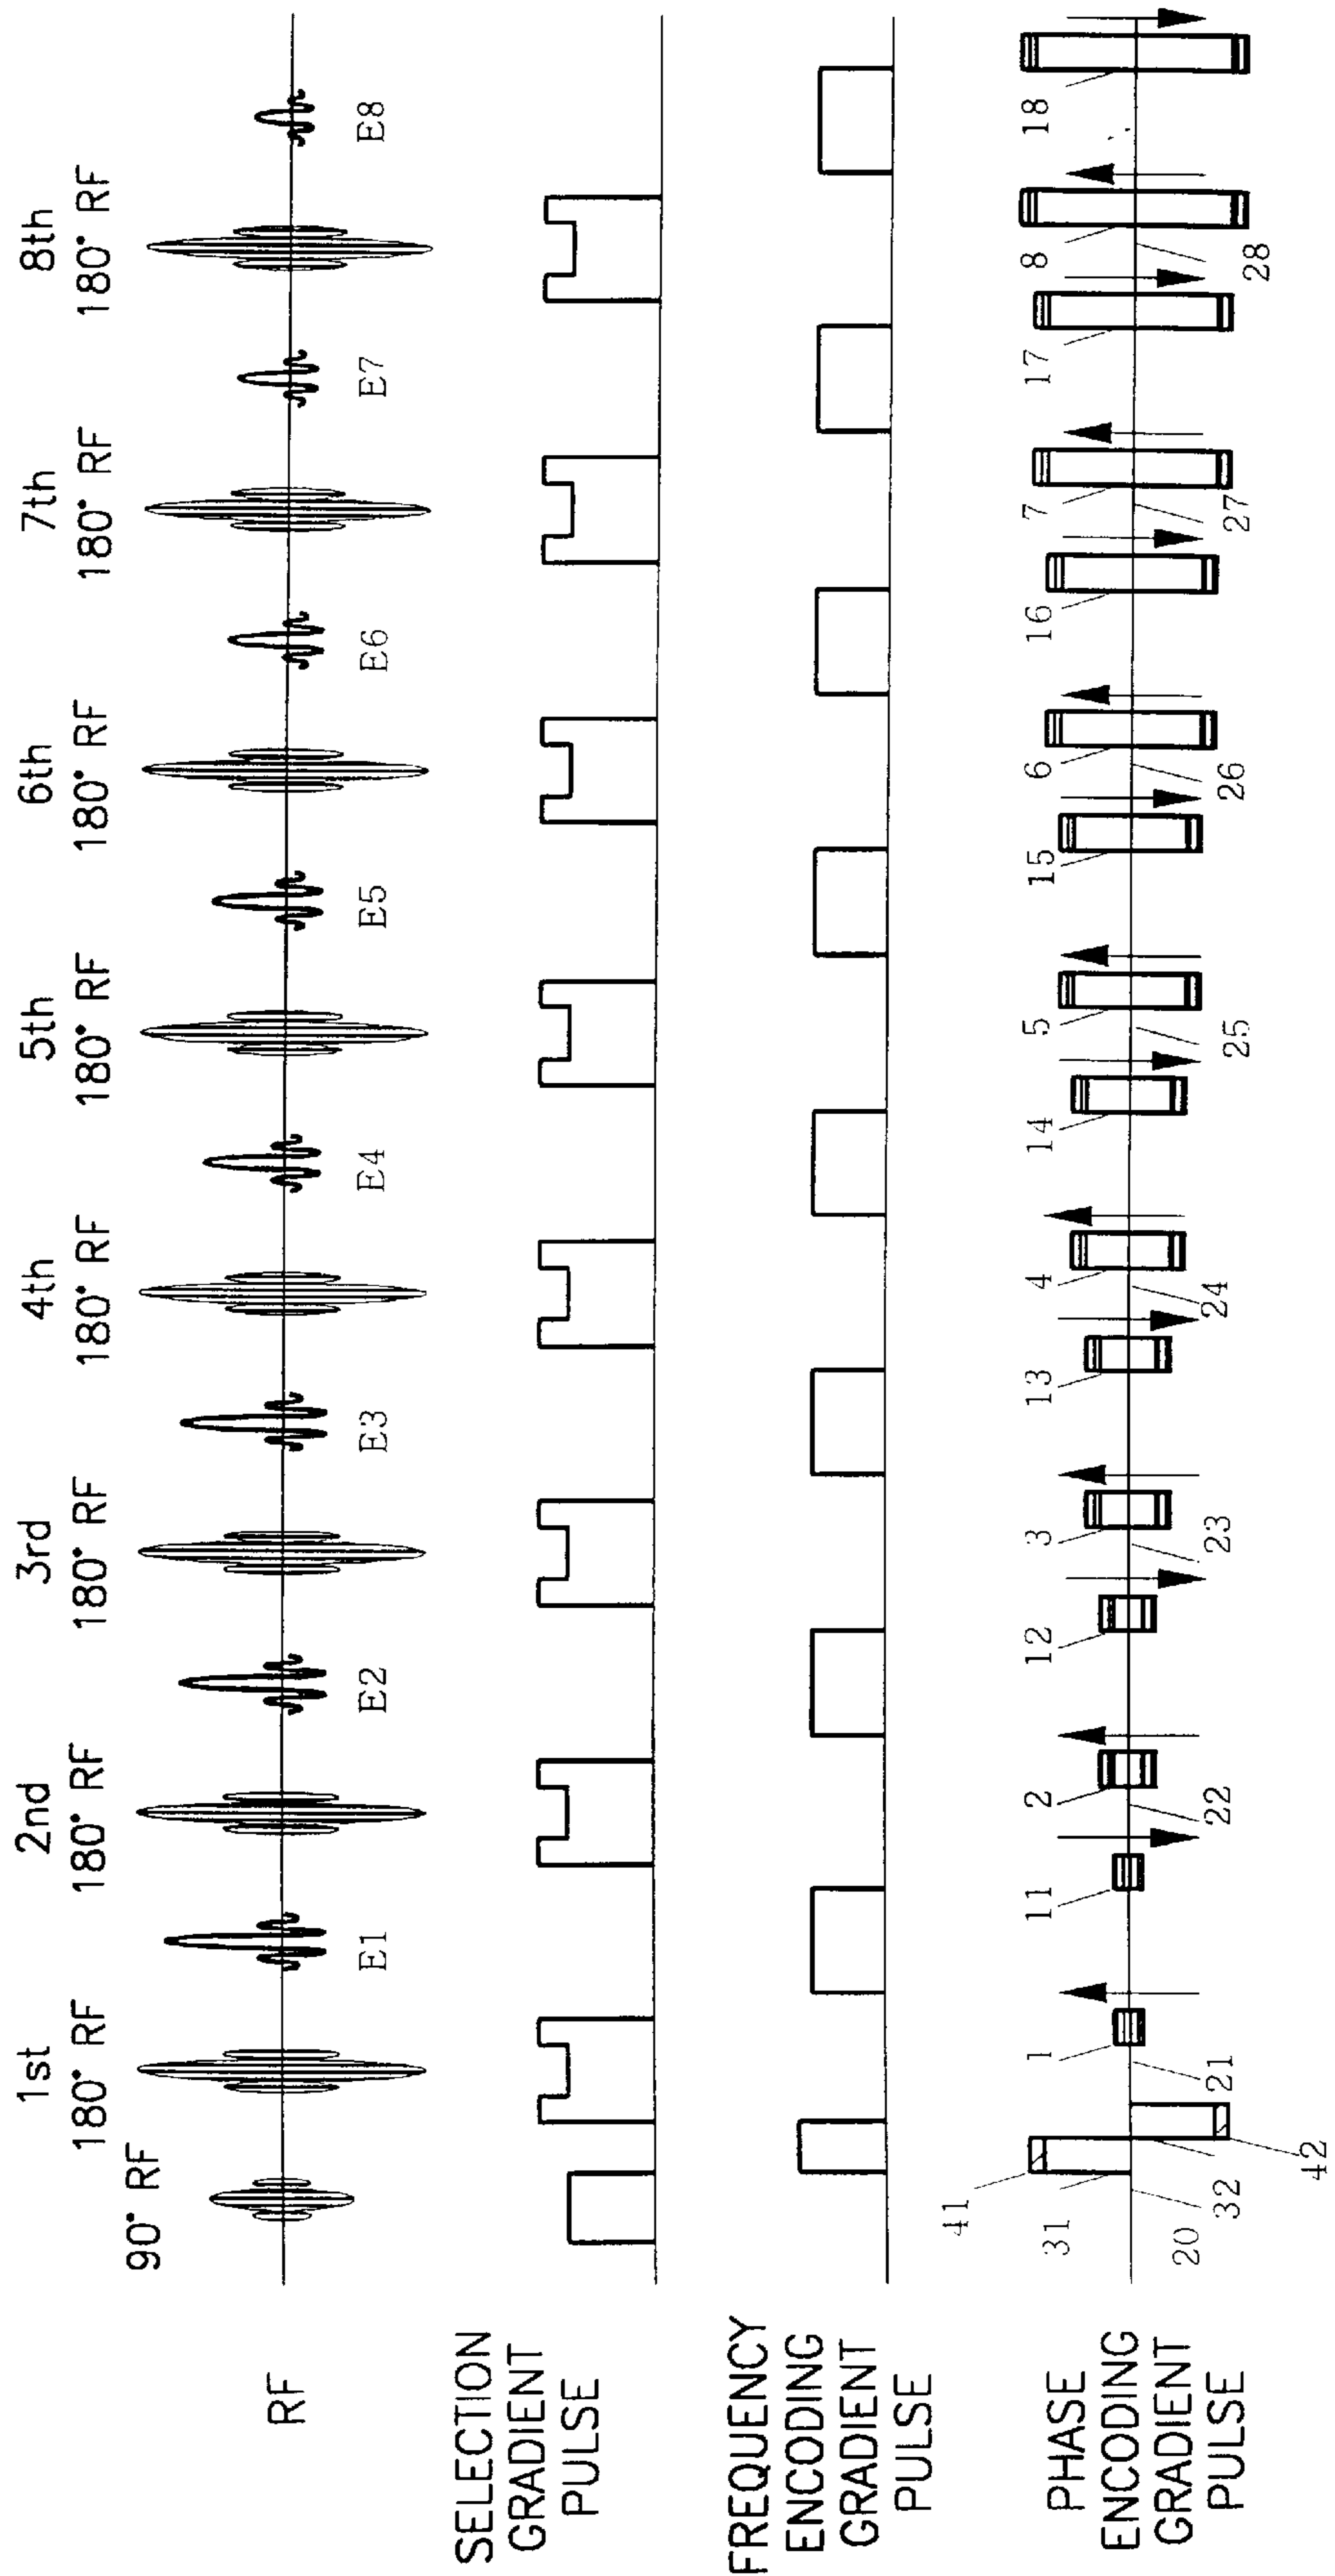 90° RF
1st
180° RF
2nd
180° RF
3rd
180° RF
4th
180° RF
5th
180° RF
6th
180° RF
7th
180° RF
8th
180° RF
RF
E1
E2
E3
E4
E5
E6
E7
E8
SELECTION
GRADIENT
PULSE
FREQUENCY
ENCODING
GRADIENT
PULSE
PHASE
ENCODING
GRADIENT
PULSE
41
31
20
32
42
1
21
11
2
22
12
3
23
13
4
24
14
5
25
15
6
26
16
7
27
17
8
28
18